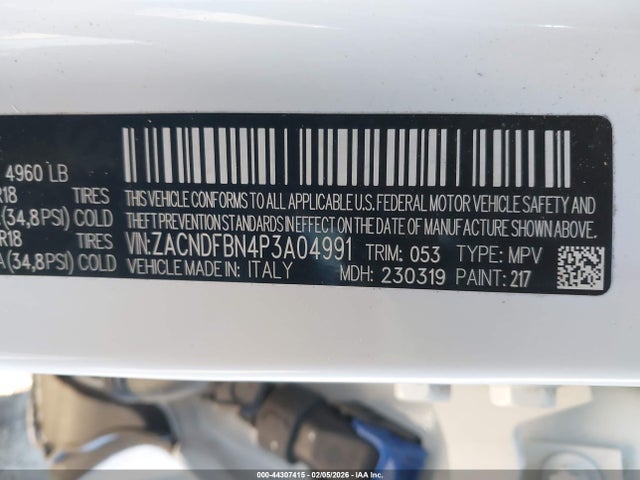 4960 LB
R18 TIRES
(34,8PSI) COLD
R18 TIRES
(34,8PSI) COLD
THIS VEHICLE CONFORMS TO ALL APPLICABLE U.S. FEDERAL MOTOR VEHICLE SAFETY AND
THEFT PREVENTION STANDARDS IN EFFECT ON THE DATE OF MANUFACTURE SHOWN ABOVE.
VIN:ZACNDFBN4P3A04991 TRIM: 053 TYPE: MPV
VEHICLE MADE IN: ITALY MDH: 230319 PAINT: 217
000-44307415 - 02/05/2026 - IAA Inc.